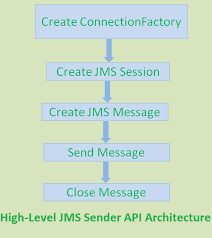 Create ConnectionFactory
Create JMS Session
Create JMS Message
Send Message
Close Message
High-Level JMS Sender API Architecture